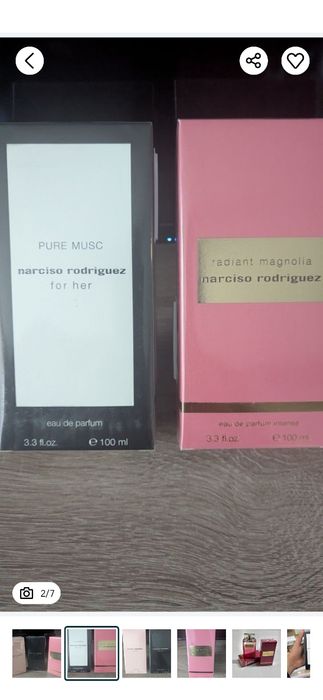 PURE MUSC
narciso rodriguez
for her
eau de parfum
3.3 fl.oz. ℮ 100 ml
radiant magnolia
narciso rodriguez
eau de parfum intense
3.3 fl.oz. ℮ 100 ml
2/7